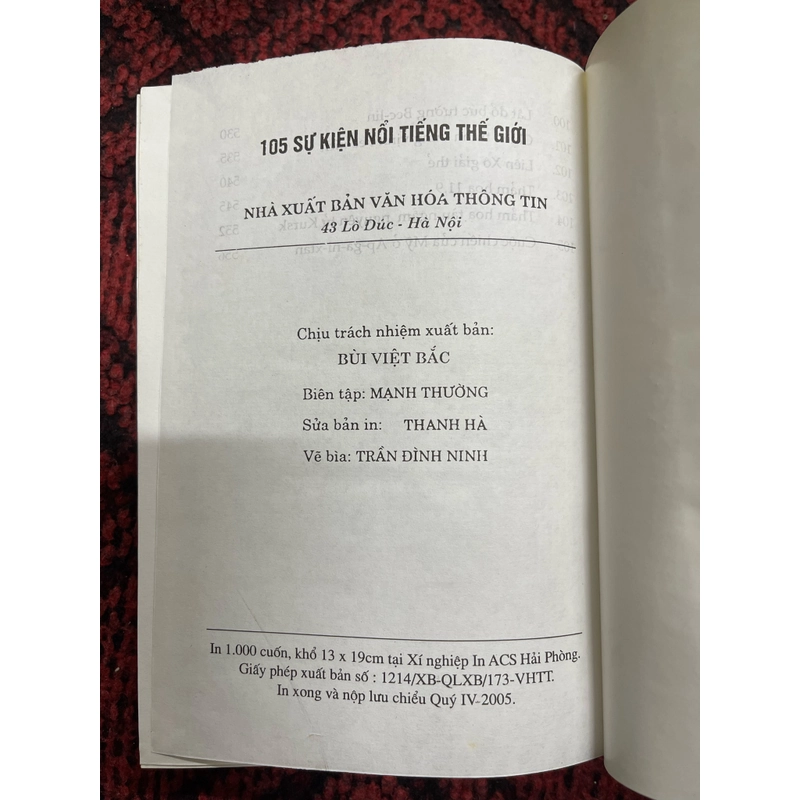 105 SỰ KIỆN NỔI TIẾNG THẾ GIỚI
NHÀ XUẤT BẢN VĂN HÓA THÔNG TIN
43 Lò Đúc - Hà Nội
Chịu trách nhiệm xuất bản:
BÙI VIỆT BẮC
Biên tập: MẠNH THƯỜNG
Sửa bản in: THANH HÀ
Vẽ bìa: TRẦN ĐÌNH NINH
In 1.000 cuốn, khổ 13 x 19cm tại Xí nghiệp In ACS Hải Phòng.
Giấy phép xuất bản số : 1214/XB-QLXB/173-VHTT.
In xong và nộp lưu chiểu Quý IV-2005.